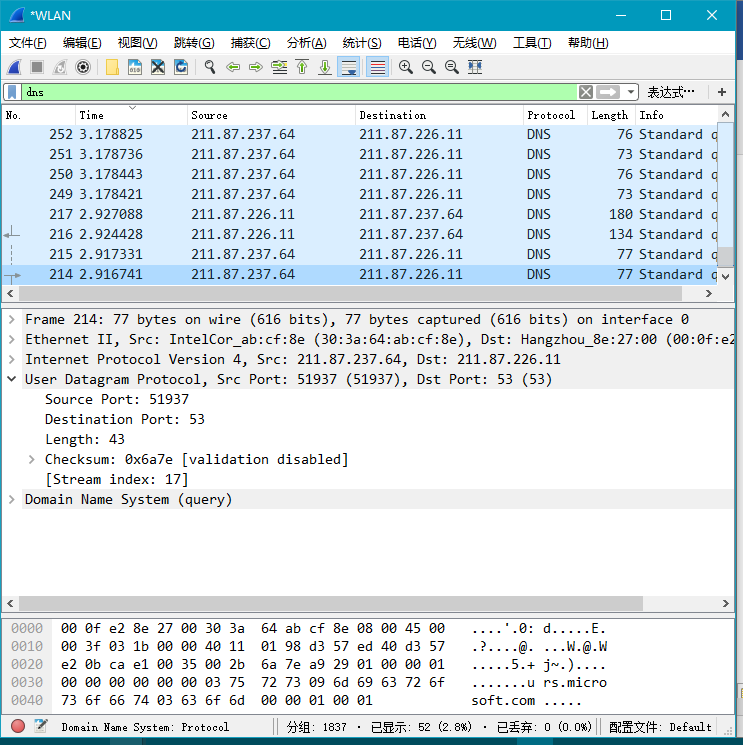 *WLAN
文件(F) 编辑(E) 视图(V) 跳转(G) 捕获(C) 分析(A) 统计(S) 电话(Y) 无线(W) 工具(T) 帮助(H)
dns 表达式… +
No. Time Source Destination Protocol Length Info
252 3.178825 211.87.237.64 211.87.226.11 DNS 76 Standard q
251 3.178736 211.87.237.64 211.87.226.11 DNS 73 Standard q
250 3.178443 211.87.237.64 211.87.226.11 DNS 76 Standard q
249 3.178421 211.87.237.64 211.87.226.11 DNS 73 Standard q
217 2.927088 211.87.226.11 211.87.237.64 DNS 180 Standard q
216 2.924428 211.87.226.11 211.87.237.64 DNS 134 Standard q
215 2.917331 211.87.237.64 211.87.226.11 DNS 77 Standard q
214 2.916741 211.87.237.64 211.87.226.11 DNS 77 Standard q
Frame 214: 77 bytes on wire (616 bits), 77 bytes captured (616 bits) on interface 0
Ethernet II, Src: IntelCor_ab:cf:8e (30:3a:64:ab:cf:8e), Dst: Hangzhou_8e:27:00 (00:0f:e2
Internet Protocol Version 4, Src: 211.87.237.64, Dst: 211.87.226.11
User Datagram Protocol, Src Port: 51937 (51937), Dst Port: 53 (53)
Source Port: 51937
Destination Port: 53
Length: 43
Checksum: 0x6a7e [validation disabled]
[Stream index: 17]
Domain Name System (query)
0000 00 0f e2 8e 27 00 30 3a 64 ab cf 8e 08 00 45 00 ....'.0: d.....E.
0010 00 3f 03 1b 00 00 40 11 01 98 d3 57 ed 40 d3 57 .?....@. ...W.@.W
0020 e2 0b ca e1 00 35 00 2b 6a 7e a9 29 01 00 00 01 .....5.+ j~.)....
0030 00 00 00 00 00 00 03 75 72 73 09 6d 69 63 72 6f .......u rs.micro
0040 73 6f 66 74 03 63 6f 6d 00 00 01 00 01 soft.com .....
Domain Name System: Protocol 分组: 1837 · 已显示: 52 (2.8%) · 已丢弃: 0 (0.0%) 配置文件: Default